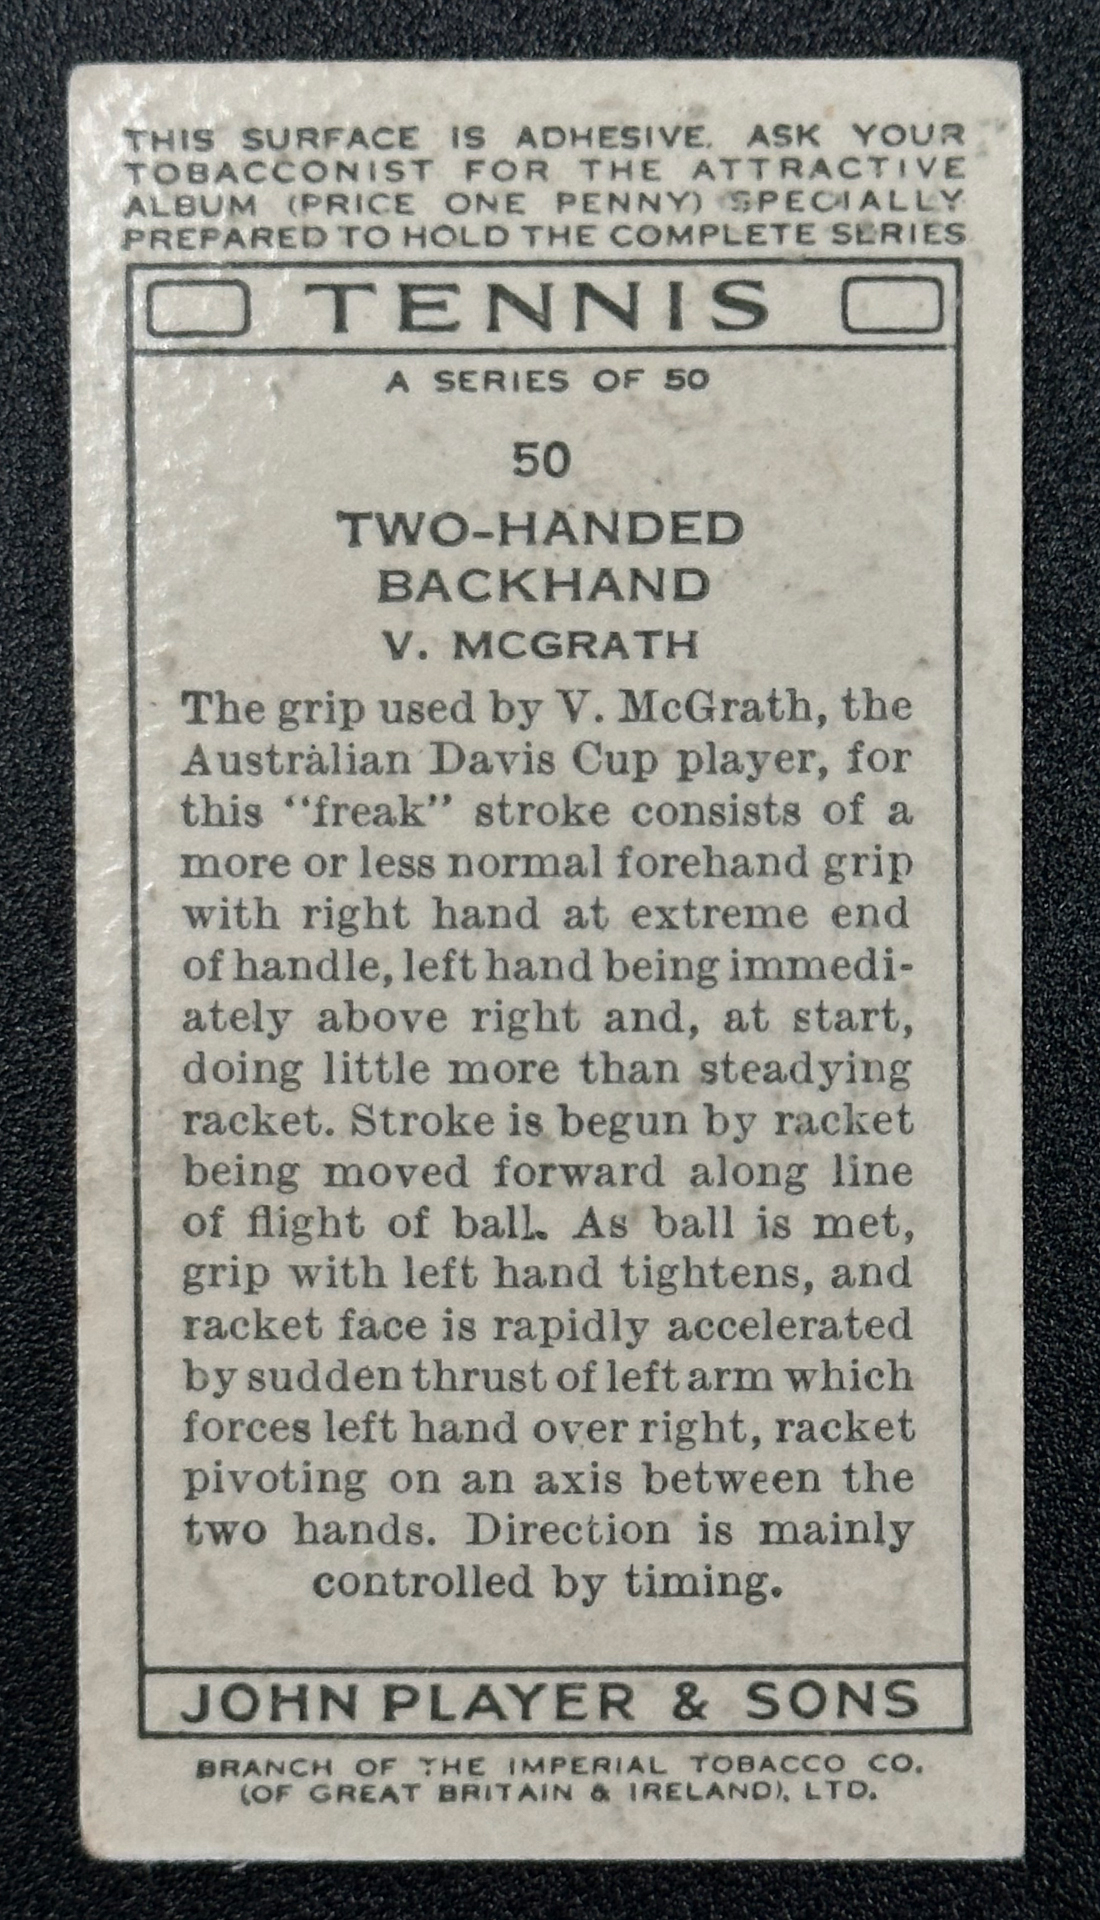 THIS SURFACE IS ADHESIVE. ASK YOUR
TOBACCONIST FOR THE ATTRACTIVE
ALBUM (PRICE ONE PENNY) SPECIALLY
PREPARED TO HOLD THE COMPLETE SERIES
TENNIS
A SERIES OF 50
50
TWO-HANDED
BACKHAND
V. MCGRATH
The grip used by V. McGrath, the
Australian Davis Cup player, for
this "freak" stroke consists of a
more or less normal forehand grip
with right hand at extreme end
of handle, left hand being immedi-
ately above right and, at start,
doing little more than steadying
racket. Stroke is begun by racket
being moved forward along line
of flight of ball. As ball is met,
grip with left hand tightens, and
racket face is rapidly accelerated
by sudden thrust of left arm which
forces left hand over right, racket
pivoting on an axis between the
two hands. Direction is mainly
controlled by timing.
JOHN PLAYER & SONS
BRANCH OF THE IMPERIAL TOBACCO CO.
(OF GREAT BRITAIN & IRELAND), LTD.